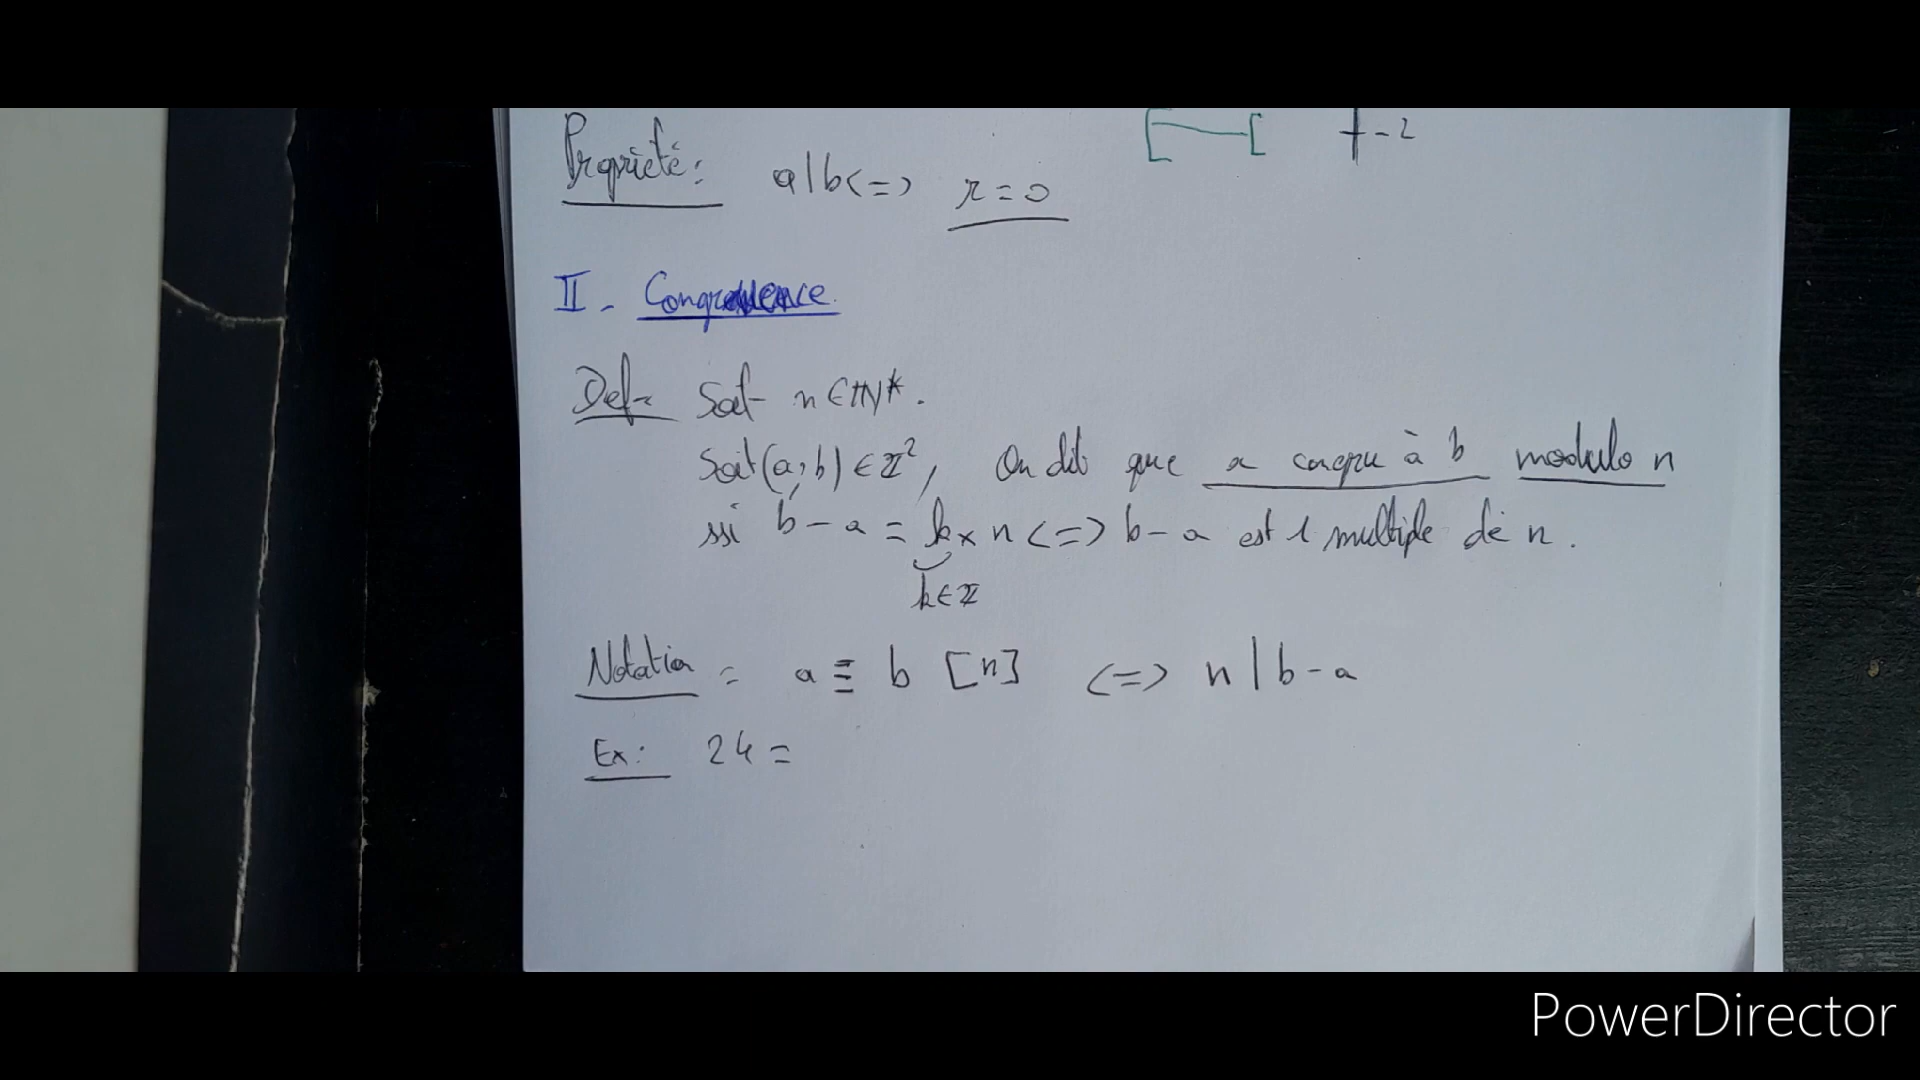 Propriété : a|b <=> r = 0
[ [ + - 2
II - Congruence.
Def - Soit n ∈ ℕ*.
Soit (a, b) ∈ ℤ², On dit que a congru à b modulo n
ssi b - a = k × n <=> b - a est 1 multiple de n.
k ∈ ℤ
Notation = a ≡ b [n] <=> n | b - a
Ex : 24 =
PowerDirector